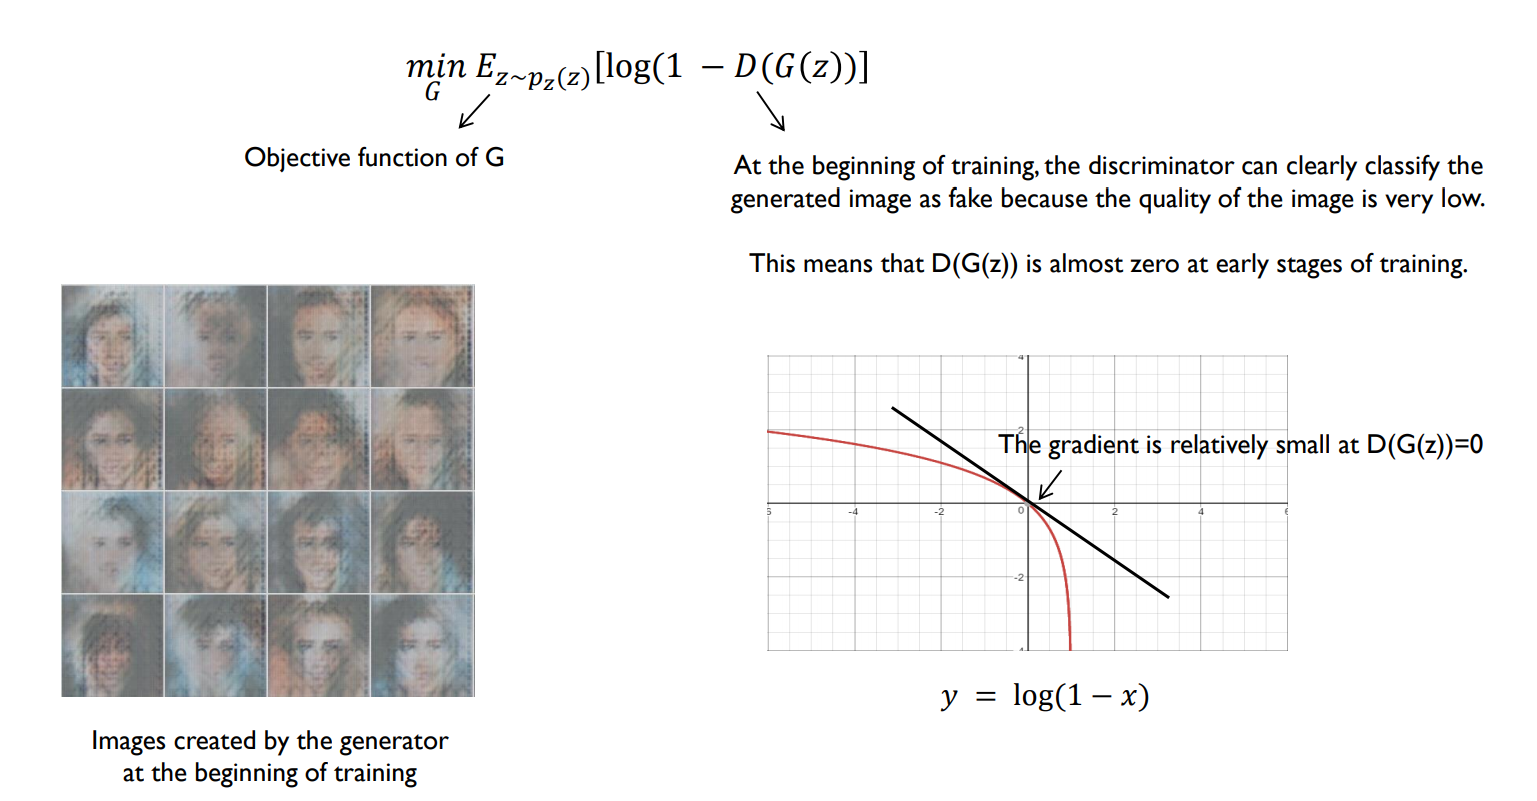 min E_{z~p_z(z)}[log(1 − D(G(z))]
G
Objective function of G
At the beginning of training, the discriminator can clearly classify the
generated image as fake because the quality of the image is very low.
This means that D(G(z)) is almost zero at early stages of training.
4
2
The gradient is relatively small at D(G(z))=0
-4
-2
0
2
4
-2
y = log(1 − x)
Images created by the generator
at the beginning of training